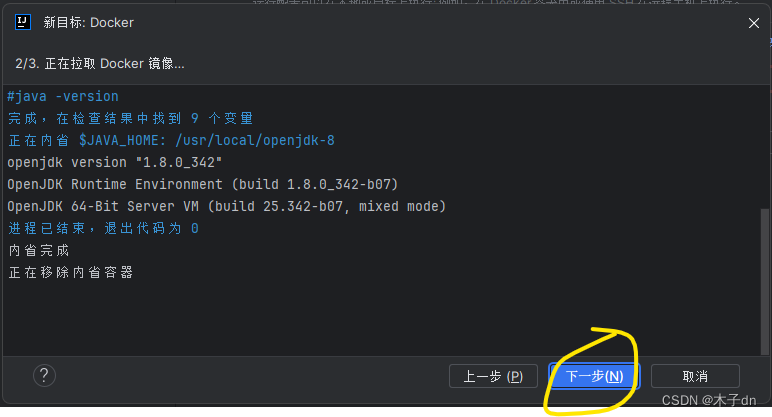 新目标: Docker
2/3. 正在拉取 Docker 镜像...
#java -version
完成，在检查结果中找到 9 个变量
正在内省 $JAVA_HOME: /usr/local/openjdk-8
openjdk version "1.8.0_342"
OpenJDK Runtime Environment (build 1.8.0_342-b07)
OpenJDK 64-Bit Server VM (build 25.342-b07, mixed mode)
进程已结束，退出代码为 0
内省完成
正在移除内省容器
? 上一步 (P) 下一步(N) 取消
CSDN @木子dn